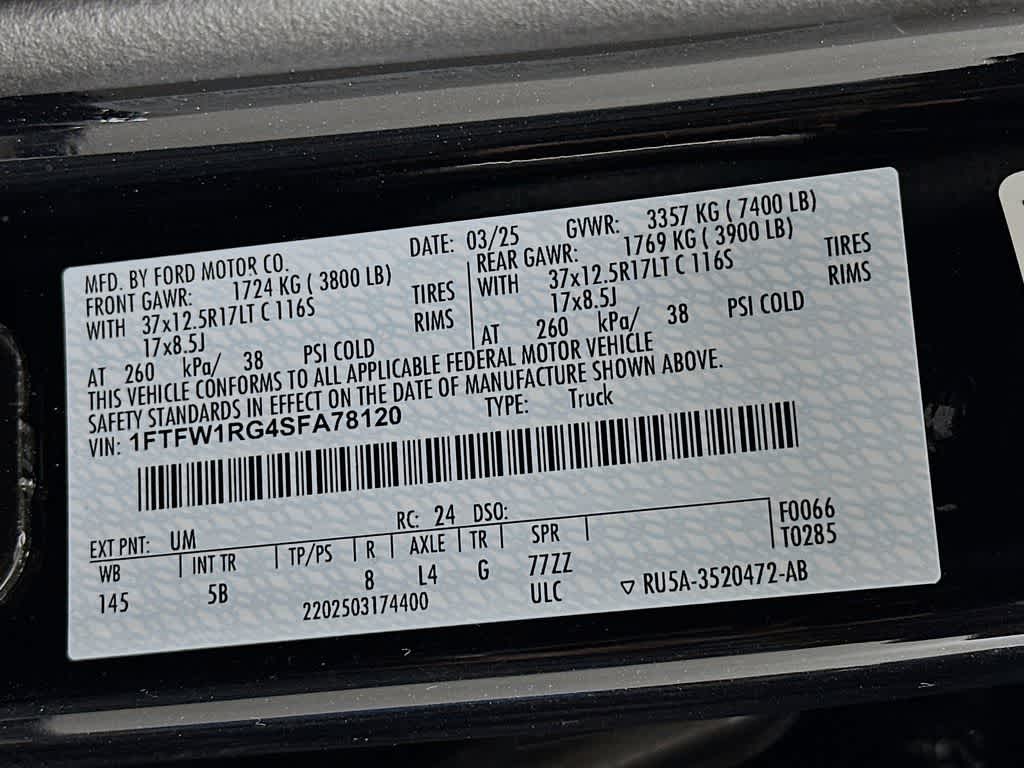 MFD. BY FORD MOTOR CO. DATE: 03/25 GVWR: 3357 KG ( 7400 LB)
FRONT GAWR: 1724 KG ( 3800 LB) REAR GAWR: 1769 KG ( 3900 LB)
WITH 37x12.5R17LT C 116S TIRES WITH 37x12.5R17LT C 116S TIRES
17x8.5J RIMS 17x8.5J RIMS
AT 260 kPa/ 38 PSI COLD AT 260 kPa/ 38 PSI COLD
THIS VEHICLE CONFORMS TO ALL APPLICABLE FEDERAL MOTOR VEHICLE
SAFETY STANDARDS IN EFFECT ON THE DATE OF MANUFACTURE SHOWN ABOVE.
VIN: 1FTFW1RG4SFA78120 TYPE: Truck
EXT PNT: UM RC: 24 DSO: F0066
WB INT TR TP/PS R AXLE TR SPR T0285
145 5B 8 L4 G 77ZZ
2202503174400 ULC ▽ RU5A-3520472-AB